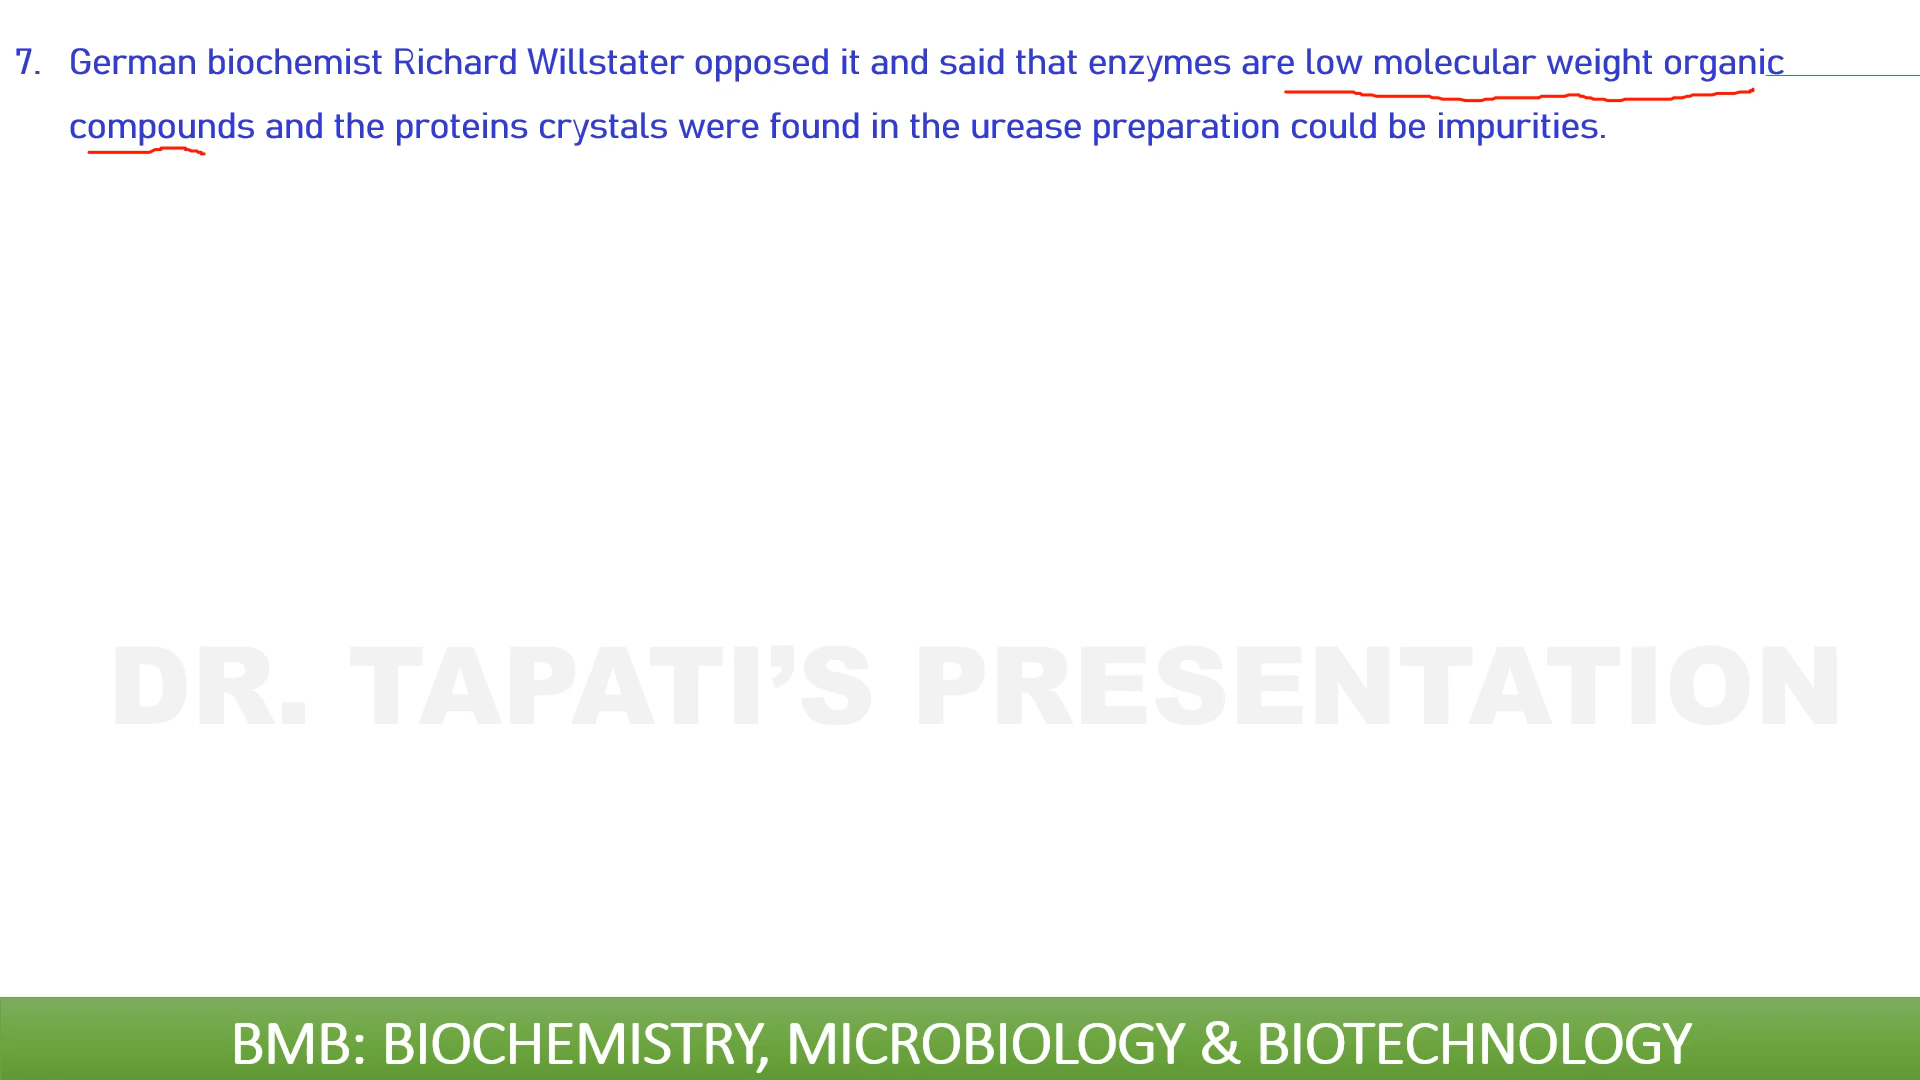 7. German biochemist Richard Willstater opposed it and said that enzymes are low molecular weight organic
compounds and the proteins crystals were found in the urease preparation could be impurities.
DR. TAPATI’S PRESENTATION
BMB: BIOCHEMISTRY, MICROBIOLOGY & BIOTECHNOLOGY